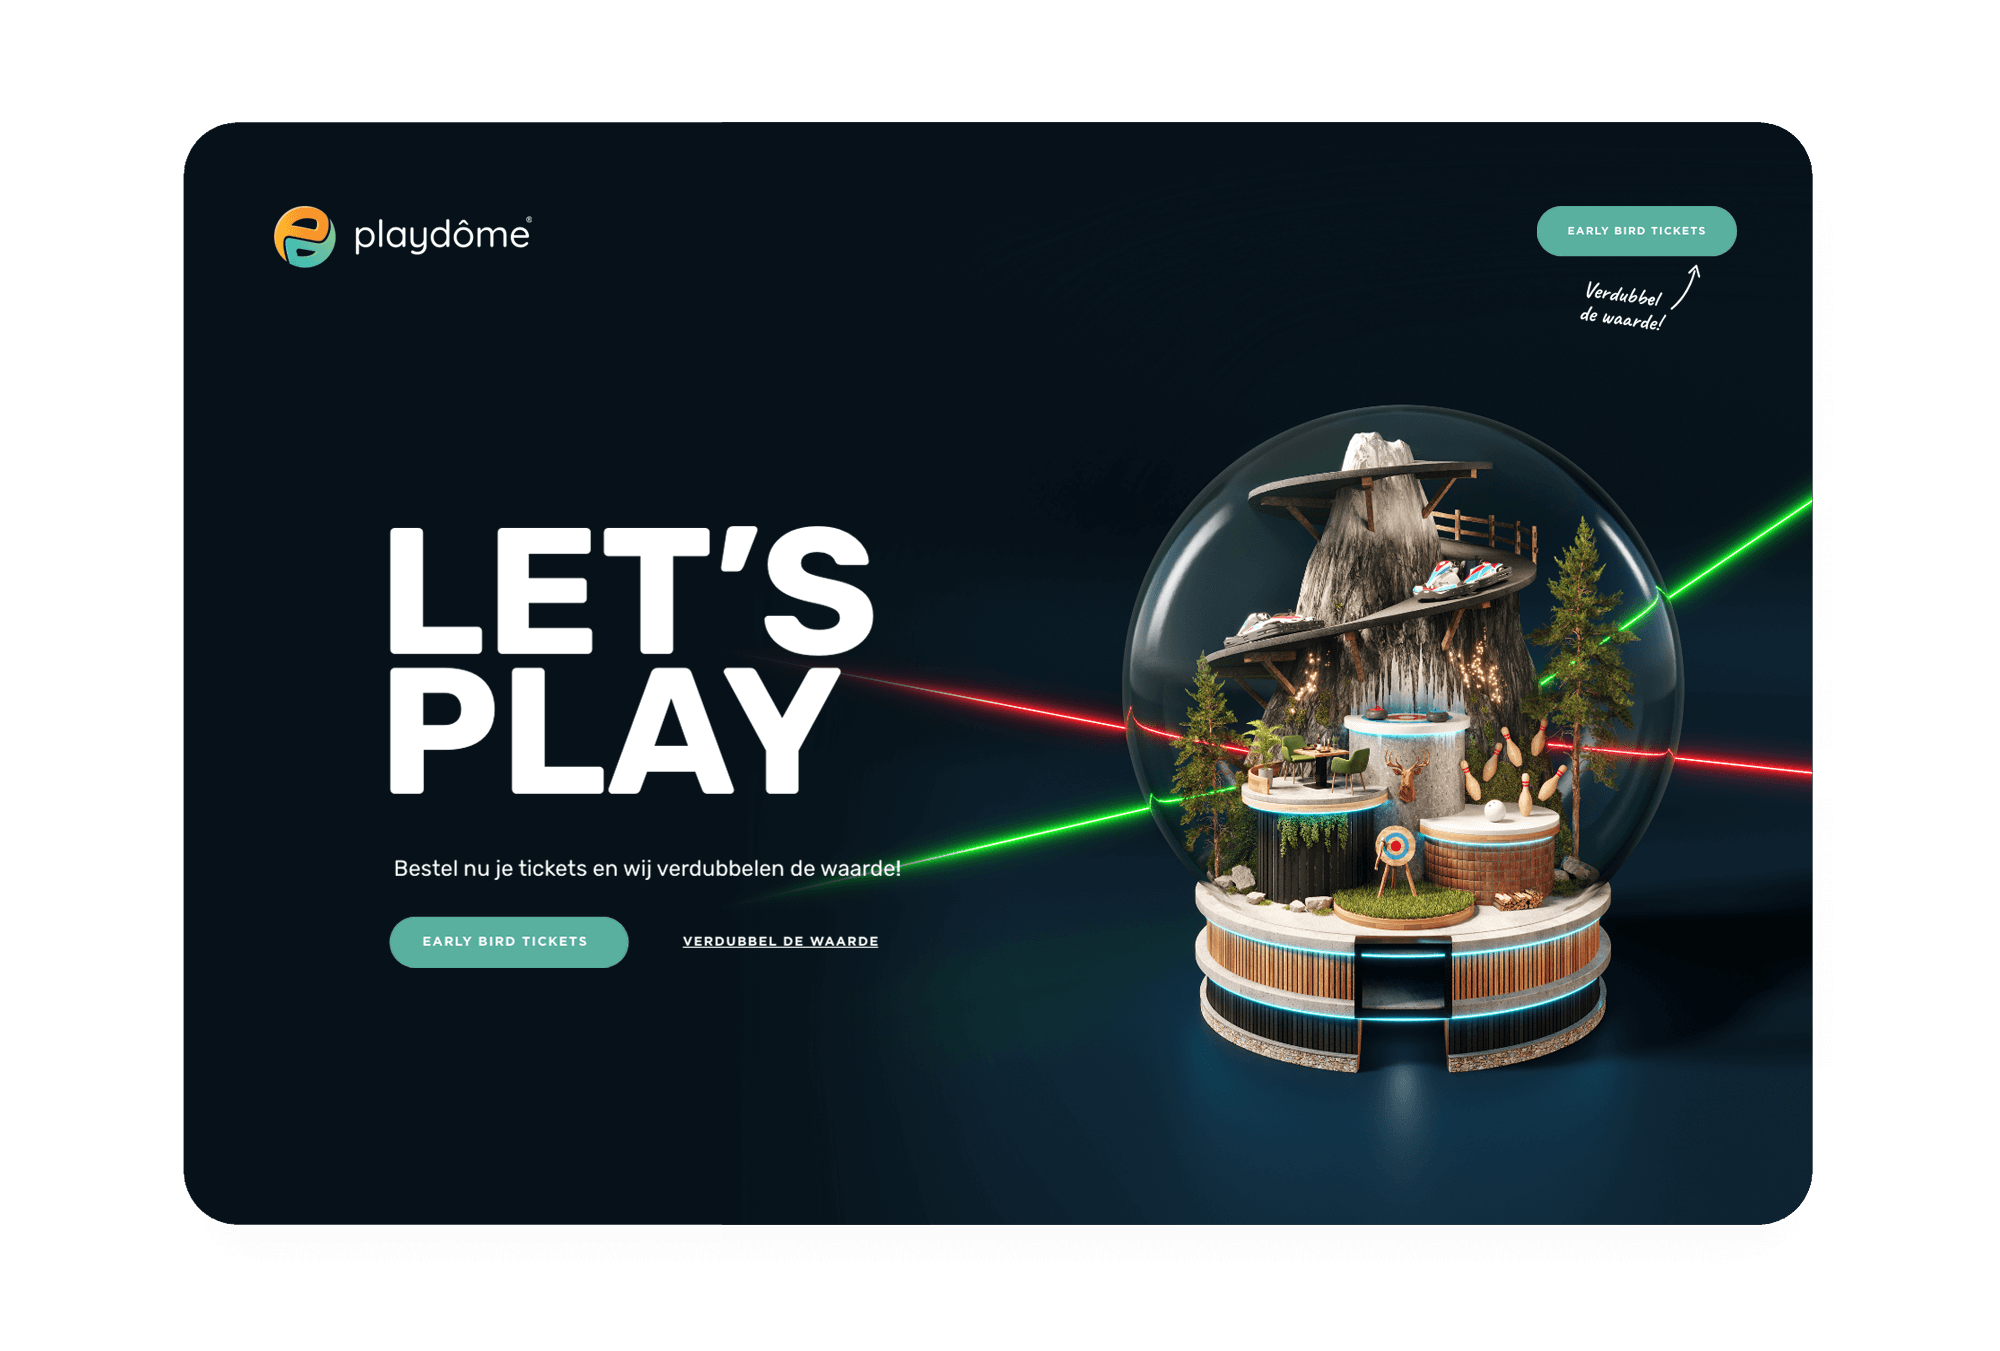 playdôme®
EARLY BIRD TICKETS
Verdubbel
de waarde!
LET'S
PLAY
Bestel nu je tickets en wij verdubbelen de waarde!
EARLY BIRD TICKETS
VERDUBBEL DE WAARDE